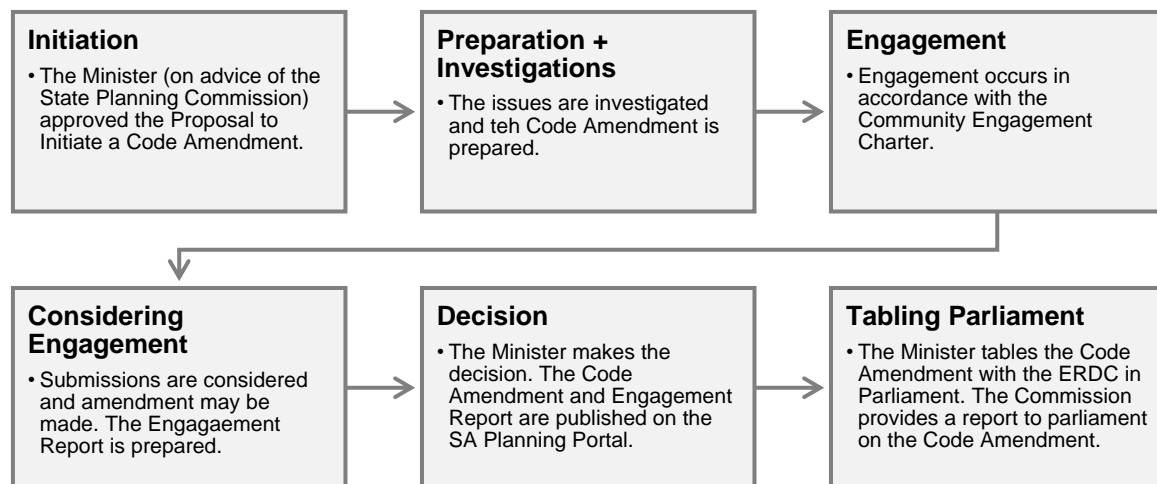 Initiation
• The Minister (on advice of the
State Planning Commission)
approved the Proposal to
Initiate a Code Amendment.
Preparation +
Investigations
• The issues are investigated
and teh Code Amendment is
prepared.
Engagement
• Engagement occurs in
accordance with the
Community Engagement
Charter.
Considering
Engagement
• Submissions are considered
and amendment may be
made. The Engagaement
Report is prepared.
Decision
• The Minister makes the
decision. The Code
Amendment and Engagement
Report are published on the
SA Planning Portal.
Tabling Parliament
• The Minister tables the Code
Amendment with the ERDC in
Parliament. The Commission
provides a report to parliament
on the Code Amendment.